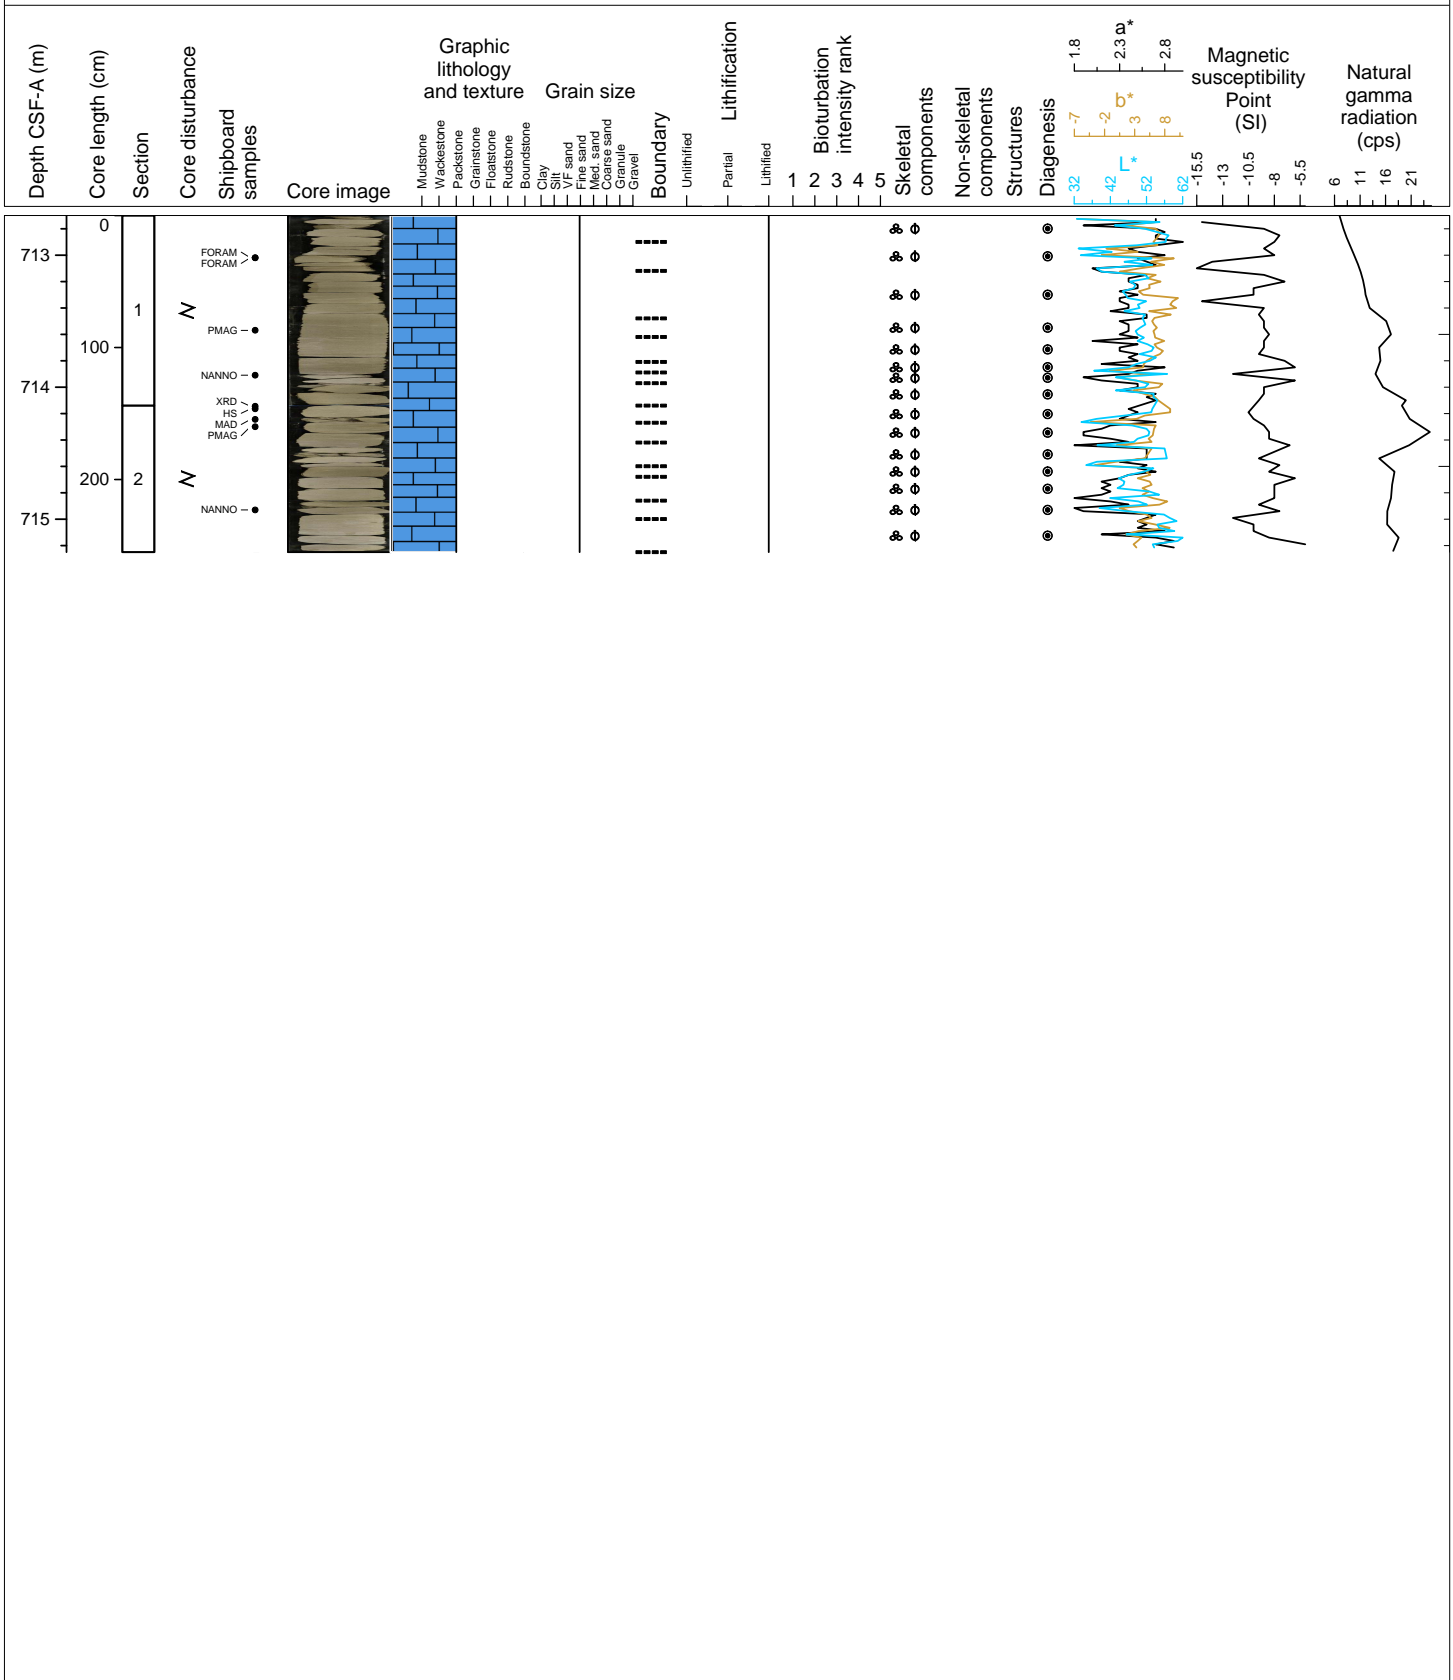 Depth CSF-A (m)
Core length (cm)
Section
Core disturbance
Shipboard
samples
Core image
Graphic
lithology
and texture
Mudstone
Wackestone
Packstone
Grainstone
Floatstone
Rudstone
Boundstone
Grain size
Clay
Silt
VF sand
Fine sand
Med. sand
Coarse sand
Granule
Gravel
Boundary
Lithification
Unlithified
Partial
Lithified
Bioturbation
intensity rank
1 2 3 4 5
Skeletal
components
Non-skeletal
components
Structures
Diagenesis
a*
1.8 2.3 2.8
b*
-7 -2 3 8
L*
32 42 52 62
Magnetic
susceptibility
Point
(SI)
-15.5 -13 -10.5 -8 -5.5
Natural
gamma
radiation
(cps)
6 11 16 21
0
713
FORAM
FORAM
1
PMAG
100
NANNO
714
XRD
HS
MAD
PMAG
200
2
NANNO
715